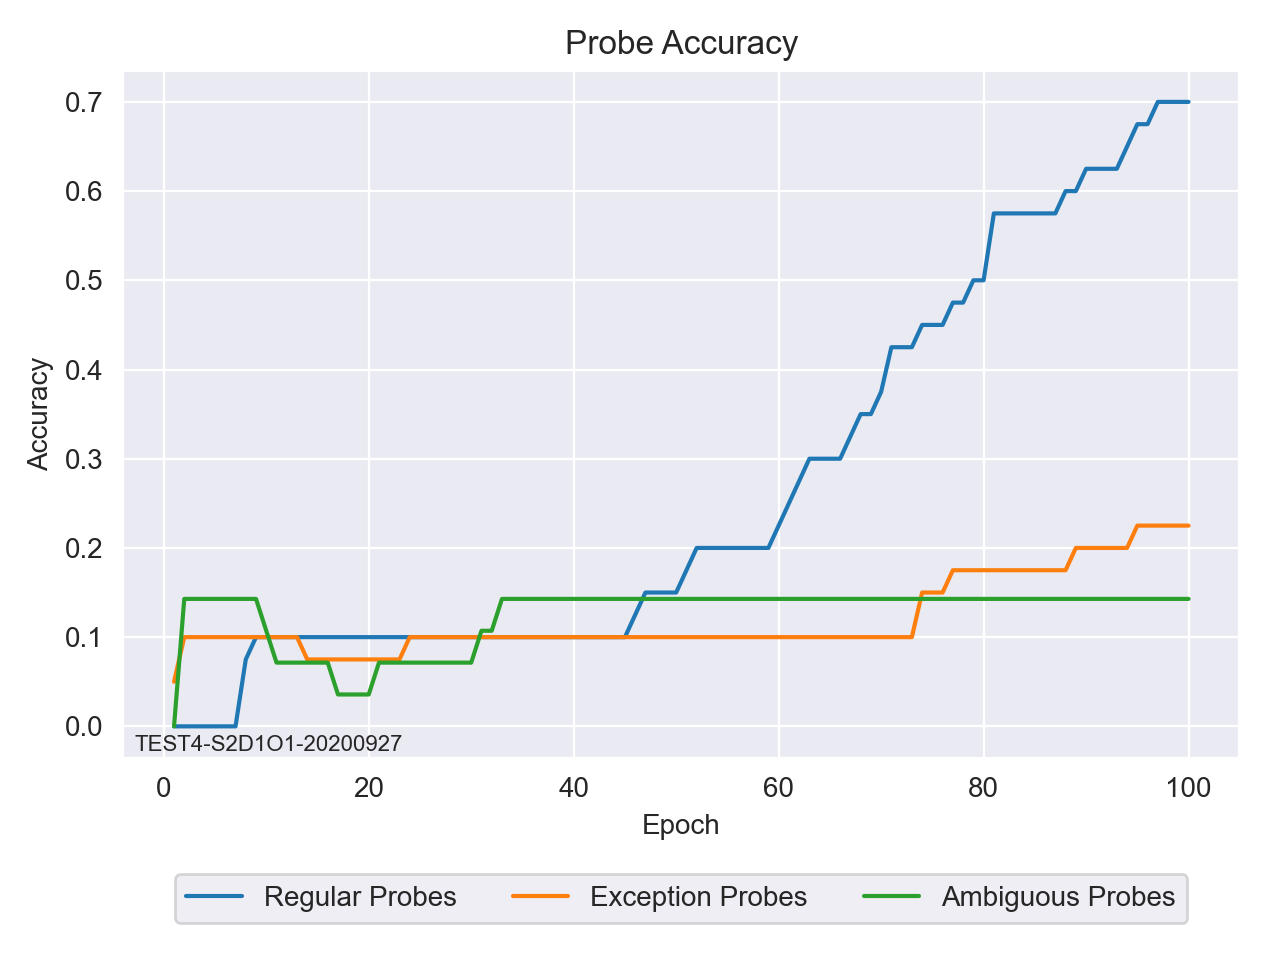 Probe Accuracy
0.7
0.6
0.5
0.4
0.3
0.2
0.1
0.0
Accuracy
TEST4-S2D1O1-20200927
0 20 40 60 80 100
Epoch
Regular Probes Exception Probes Ambiguous Probes